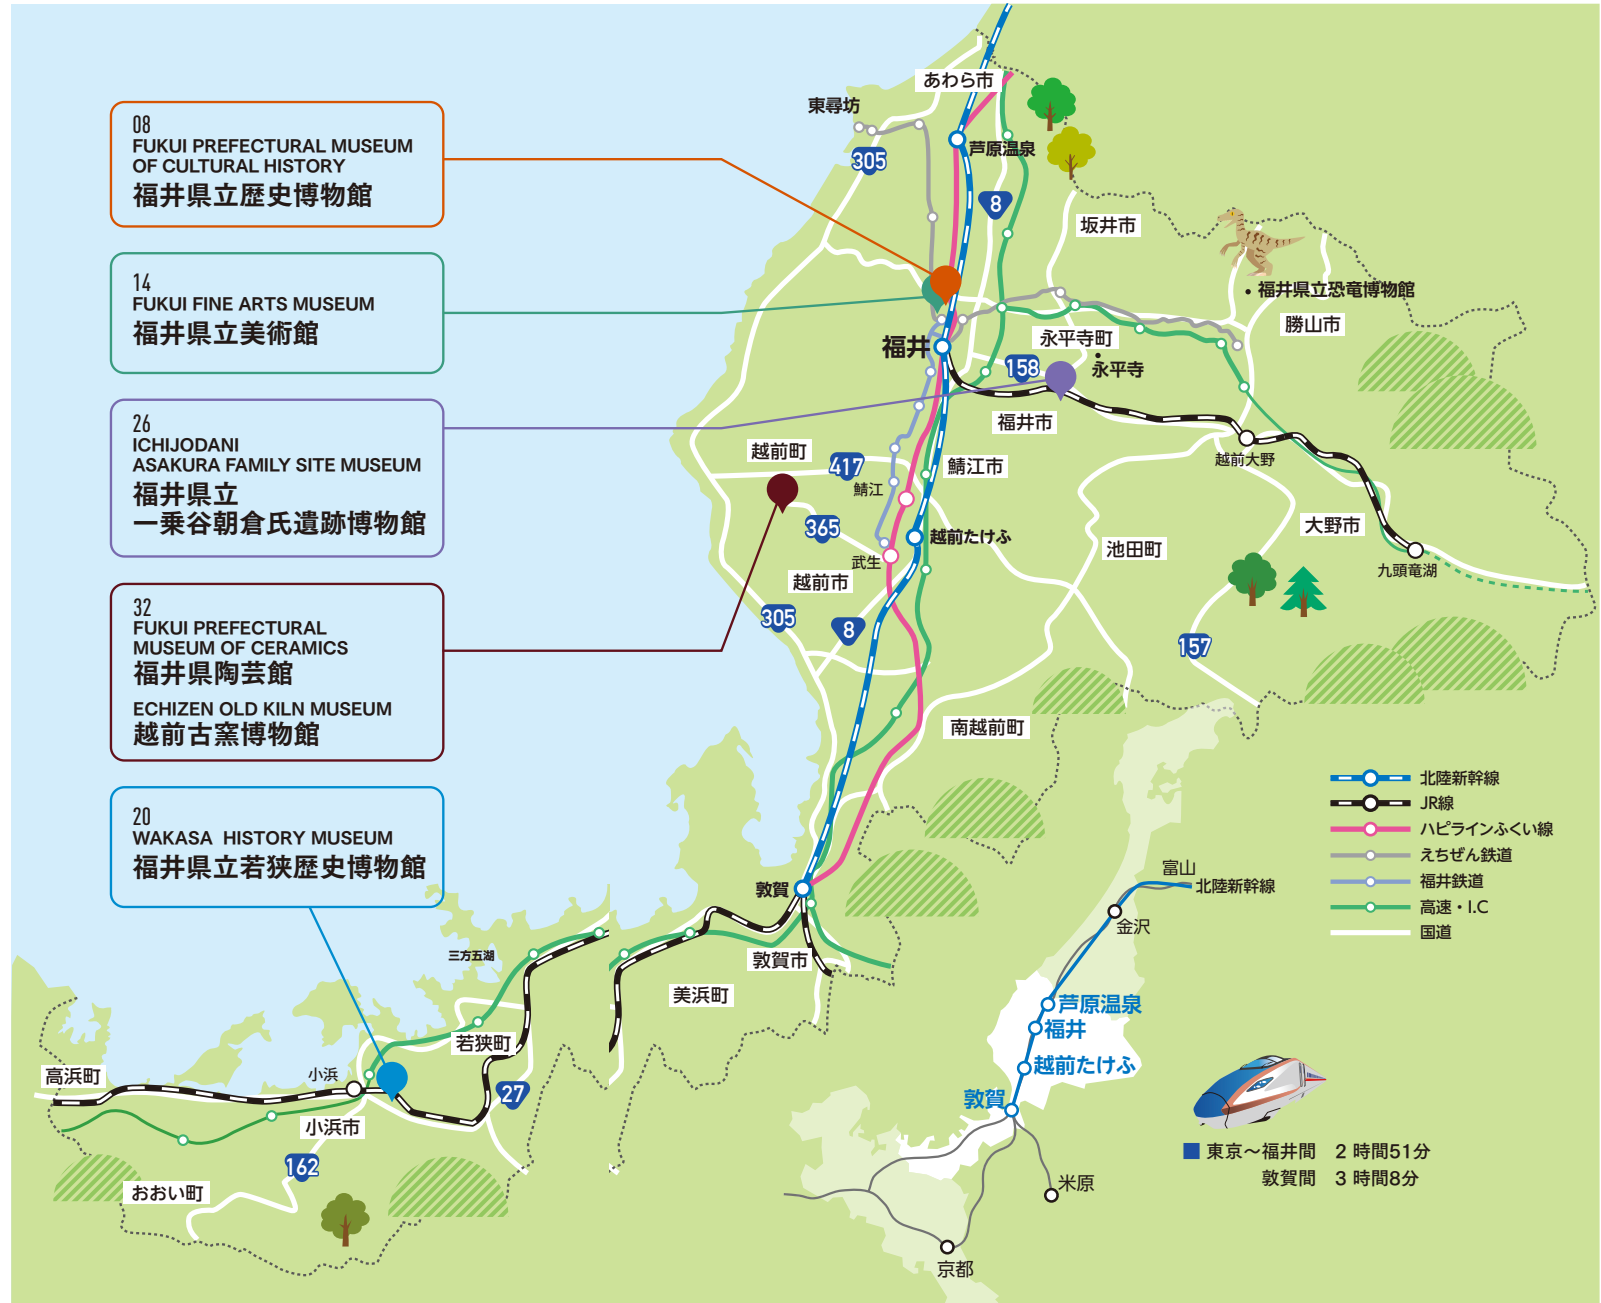 08
FUKUI PREFECTURAL MUSEUM
OF CULTURAL HISTORY
福井県立歴史博物館
14
FUKUI FINE ARTS MUSEUM
福井県立美術館
26
ICHIJODANI
ASAKURA FAMILY SITE MUSEUM
福井県立
一乗谷朝倉氏遺跡博物館
32
FUKUI PREFECTURAL
MUSEUM OF CERAMICS
福井県陶芸館
ECHIZEN OLD KILN MUSEUM
越前古窯博物館
20
WAKASA HISTORY MUSEUM
福井県立若狭歴史博物館
あわら市
東尋坊
芦原温泉
305
8
坂井市
福井県立恐竜博物館
勝山市
永平寺町
永平寺
福井
158
福井市
越前大野
越前町
417
鯖江
鯖江市
365
越前たけふ
武生
越前市
大野市
池田町
九頭竜湖
305
8
157
南越前町
敦賀
敦賀市
美浜町
三方五湖
若狭町
27
高浜町
小浜
小浜市
162
おおい町
北陸新幹線
JR線
ハピラインふくい線
えちぜん鉄道
福井鉄道
高速・I.C
国道
富山
北陸新幹線
金沢
芦原温泉
福井
越前たけふ
敦賀
米原
京都
東京～福井間 2 時間51分
敦賀間 3 時間8分